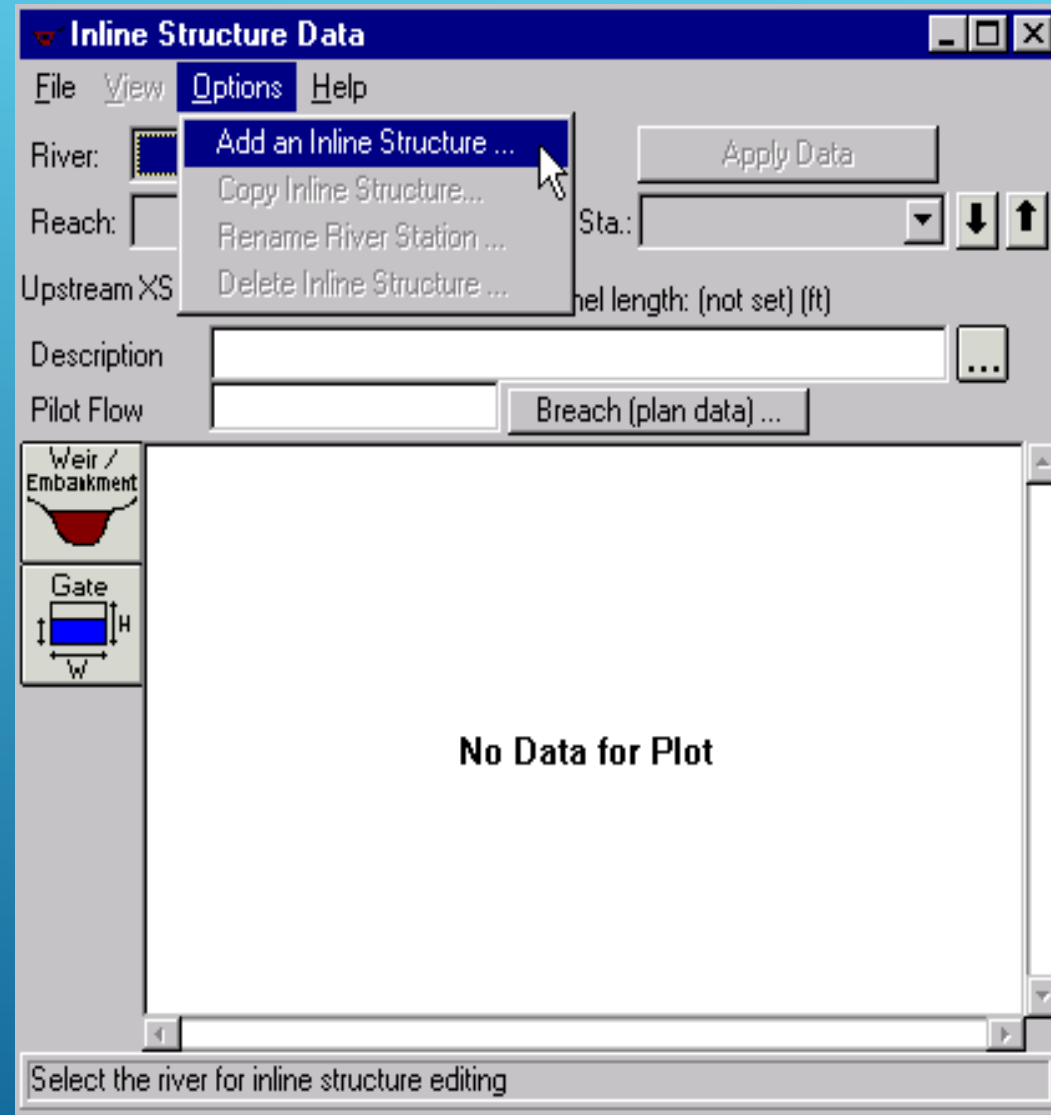 Inline Structure Data
File View Options Help
Add an Inline Structure ...
Copy Inline Structure...
Rename River Station ...
Delete Inline Structure ...
River:
Apply Data
Reach:
Sta.:
Upstream XS
length: (not set) (ft)
Description
...
Pilot Flow
Breach (plan data) ...
Weir /
Embankment
Gate
H
W
No Data for Plot
Select the river for inline structure editing